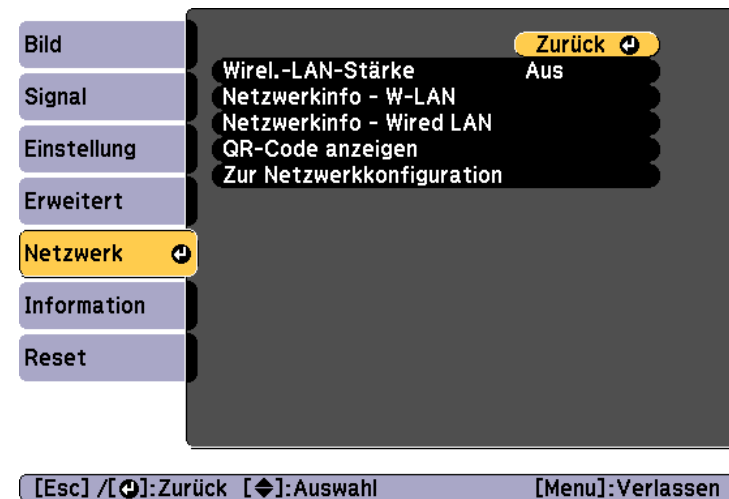 Bild
Signal
Einstellung
Erweitert
Netzwerk
Information
Reset
Zurück
Wirel.-LAN-Stärke Aus
Netzwerkinfo - W-LAN
Netzwerkinfo - Wired LAN
QR-Code anzeigen
Zur Netzwerkkonfiguration
[Esc] /[⏎]:Zurück [◆]:Auswahl [Menu]:Verlassen